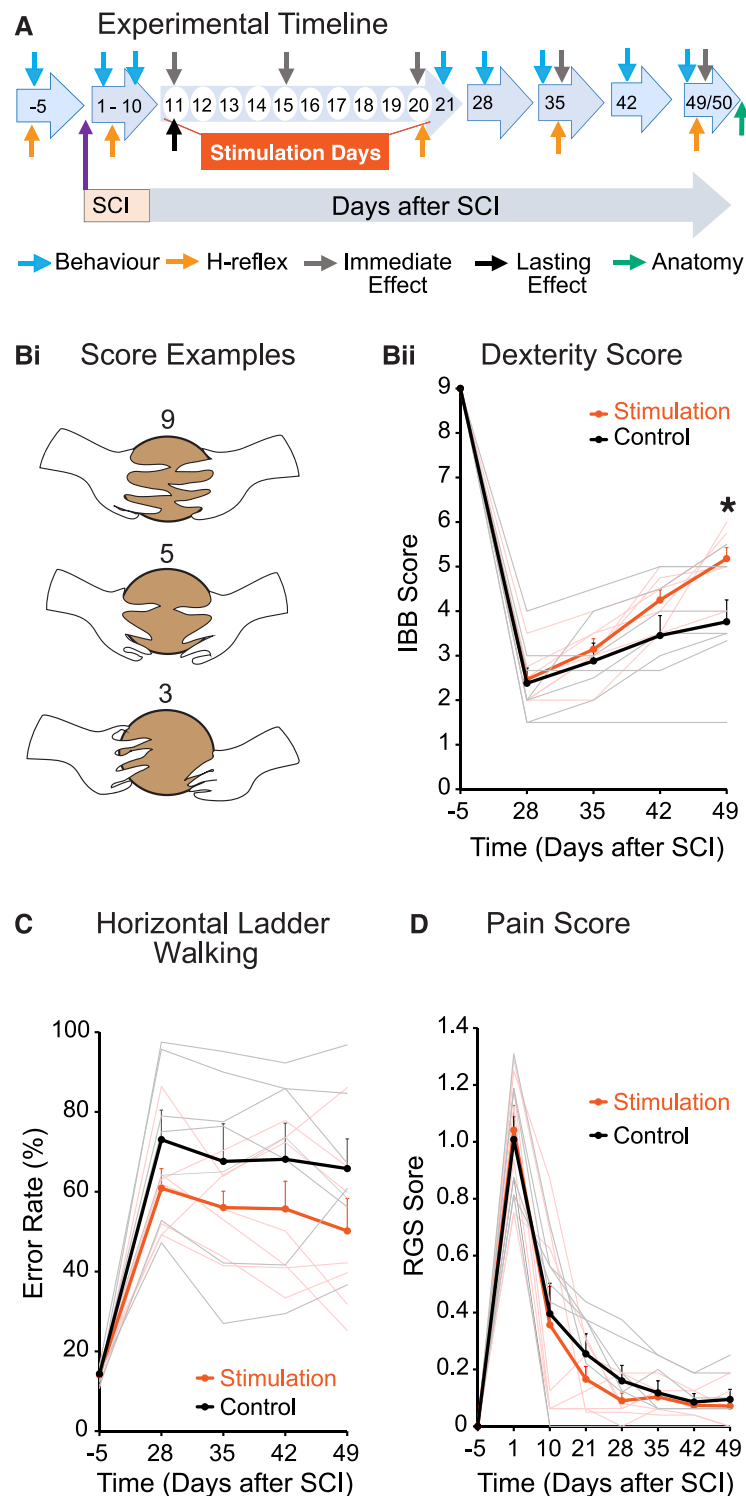 A Experimental Timeline
-5 1 - 10 11 12 13 14 15 16 17 18 19 20 21 28 35 42 49/50
Stimulation Days
SCI Days after SCI
Behaviour H-reflex Immediate Effect Lasting Effect Anatomy
Bi Score Examples
9
5
3
Bii Dexterity Score
Stimulation
Control
*
IBB Score
9
8
7
6
5
4
3
2
1
0
-5 28 35 42 49
Time (Days after SCI)
C Horizontal Ladder
Walking
Error Rate (%)
100
80
60
40
20
0
Stimulation
Control
-5 28 35 42 49
Time (Days after SCI)
D Pain Score
Stimulation
Control
RGS Score
1.4
1.2
1.0
0.8
0.6
0.4
0.2
0
-5 1 10 21 28 35 42 49
Time (Days after SCI)